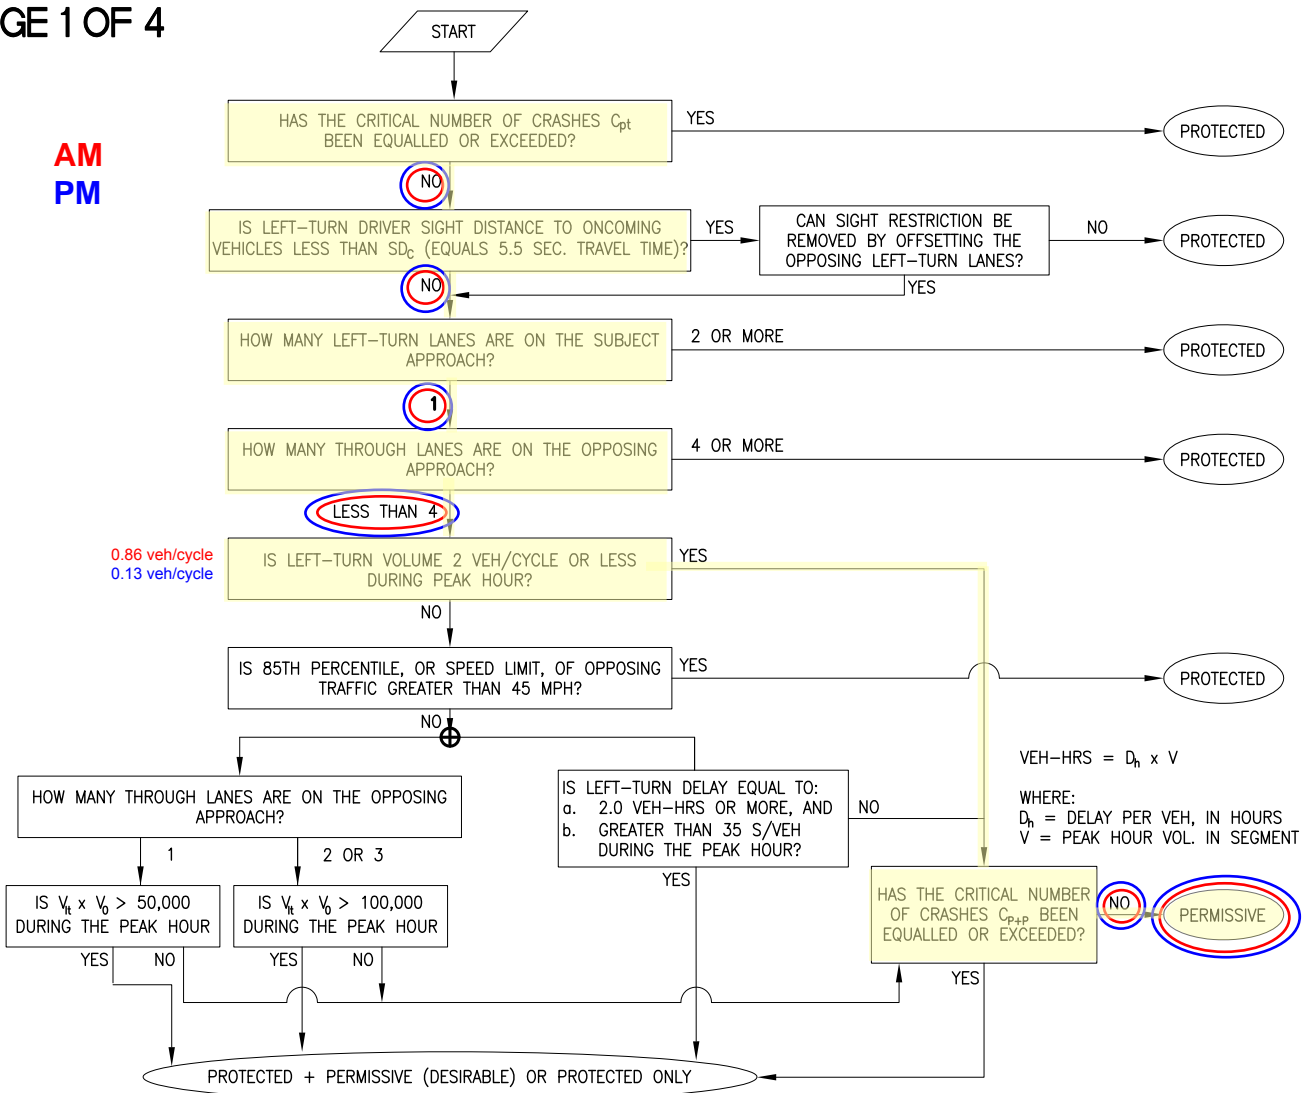 GE 1 OF 4
START
AM
PM
HAS THE CRITICAL NUMBER OF CRASHES Cpt
BEEN EQUALLED OR EXCEEDED?
YES
PROTECTED
NO
IS LEFT-TURN DRIVER SIGHT DISTANCE TO ONCOMING
VEHICLES LESS THAN SDC (EQUALS 5.5 SEC. TRAVEL TIME)?
YES
CAN SIGHT RESTRICTION BE
REMOVED BY OFFSETTING THE
OPPOSING LEFT-TURN LANES?
NO
PROTECTED
YES
NO
HOW MANY LEFT-TURN LANES ARE ON THE SUBJECT
APPROACH?
2 OR MORE
PROTECTED
1
HOW MANY THROUGH LANES ARE ON THE OPPOSING
APPROACH?
4 OR MORE
PROTECTED
LESS THAN 4
0.86 veh/cycle
0.13 veh/cycle
IS LEFT-TURN VOLUME 2 VEH/CYCLE OR LESS
DURING PEAK HOUR?
YES
NO
IS 85TH PERCENTILE, OR SPEED LIMIT, OF OPPOSING
TRAFFIC GREATER THAN 45 MPH?
YES
PROTECTED
NO
HOW MANY THROUGH LANES ARE ON THE OPPOSING
APPROACH?
1
2 OR 3
IS LEFT-TURN DELAY EQUAL TO:
a. 2.0 VEH-HRS OR MORE, AND
b. GREATER THAN 35 S/VEH
DURING THE PEAK HOUR?
NO
YES
VEH-HRS = Dh x V
WHERE:
Dh = DELAY PER VEH, IN HOURS
V = PEAK HOUR VOL. IN SEGMENT
IS Vlt x Vo > 50,000
DURING THE PEAK HOUR
YES
NO
IS Vlt x Vo > 100,000
DURING THE PEAK HOUR
YES
NO
HAS THE CRITICAL NUMBER
OF CRASHES CP+P BEEN
EQUALLED OR EXCEEDED?
NO
PERMISSIVE
YES
PROTECTED + PERMISSIVE (DESIRABLE) OR PROTECTED ONLY